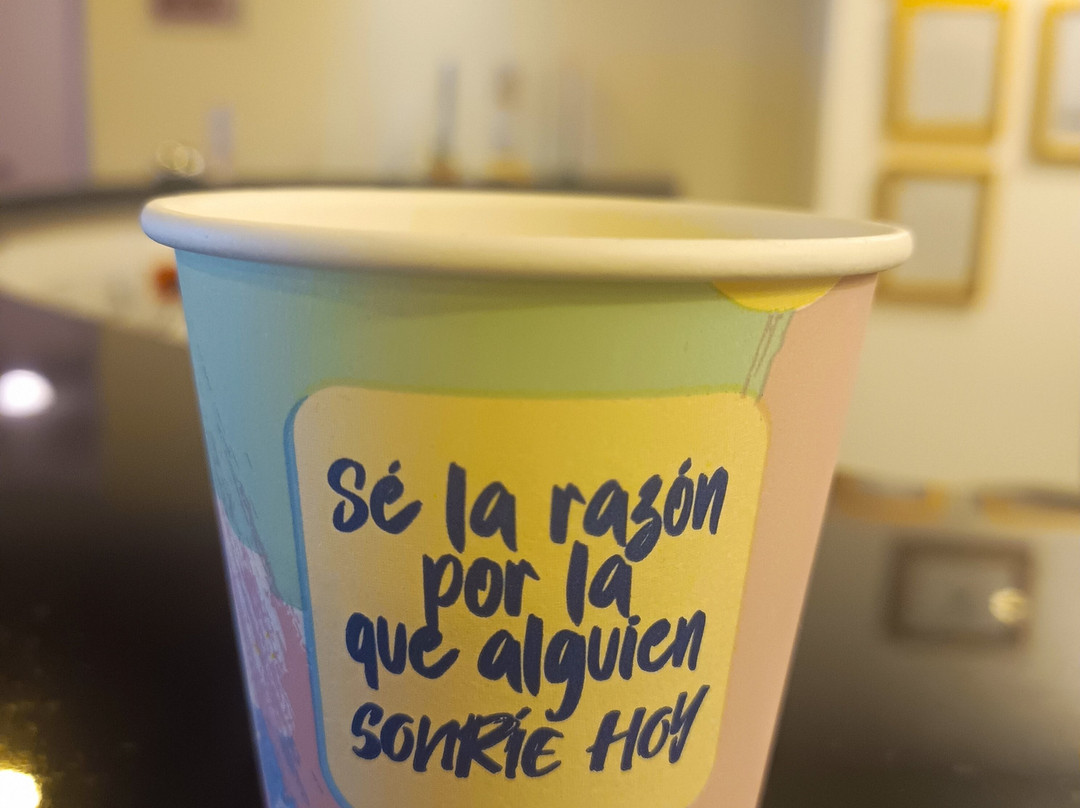 Sé la razón
por la
que alguien
SONRÍE HOY